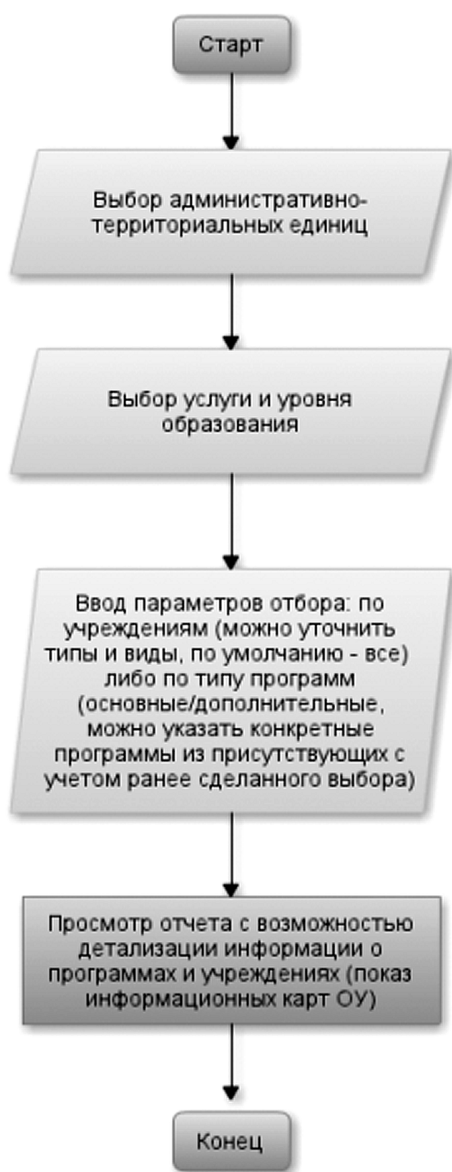 Старт
Выбор административно-
территориальных единиц
Выбор услуги и уровня
образования
Ввод параметров отбора: по
учреждениям (можно уточнить
типы и виды, по умолчанию - все)
либо по типу программ
(основные/дополнительные,
можно указать конкретные
программы из присутствующих с
учетом ранее сделанного выбора)
Просмотр отчета с возможностью
детализации информации о
программах и учреждениях (показ
информационных карт ОУ)
Конец